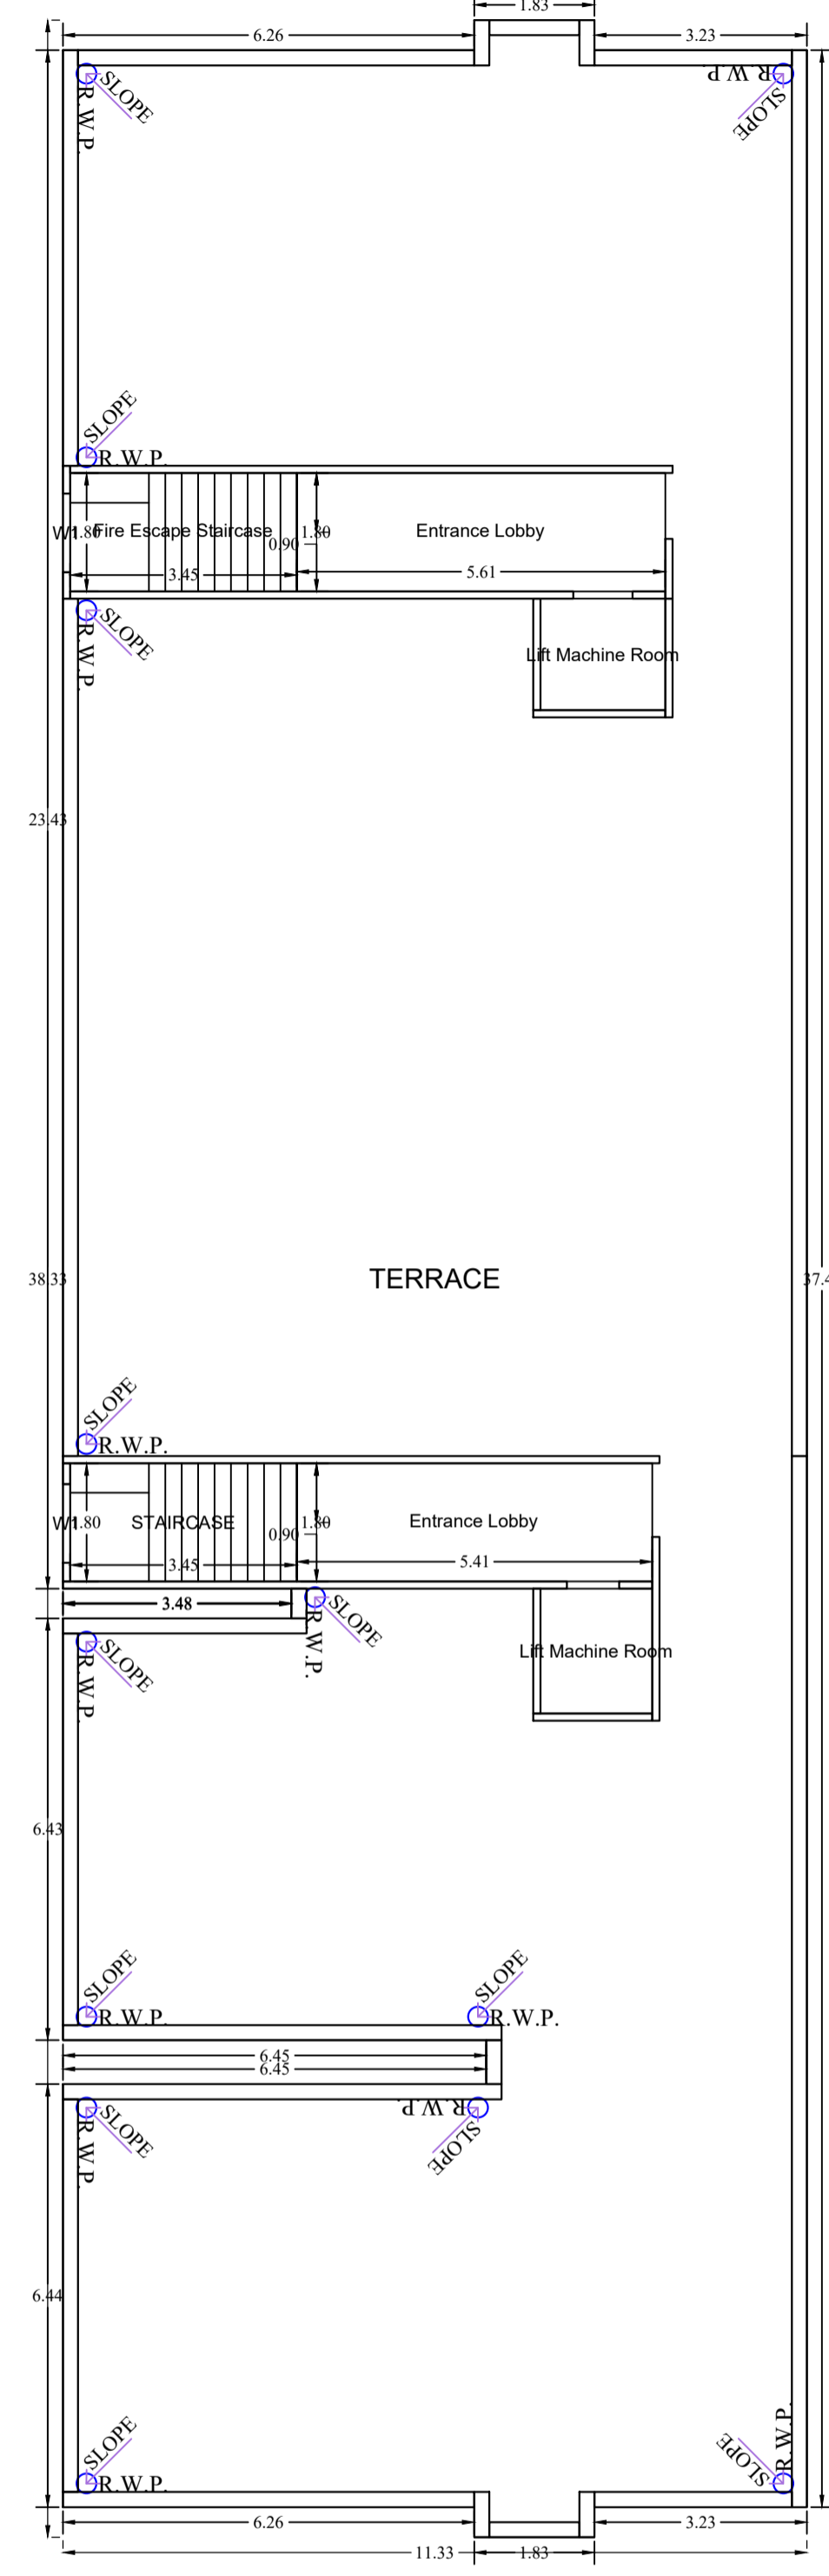 1.83
6.26
3.23
SLOPE
R.W.P.
R.W.P.
SLOPE
SLOPE
R.W.P.
W1
1.80
Fire Escape Staircase
1.80
0.90
Entrance Lobby
3.45
5.61
SLOPE
R.W.P.
Lift Machine Room
23.43
TERRACE
38.33
SLOPE
R.W.P.
W1
1.80
STAIRCASE
1.80
0.90
Entrance Lobby
3.45
5.41
3.48
SLOPE
R.W.P.
SLOPE
R.W.P.
Lift Machine Room
6.43
SLOPE
R.W.P.
SLOPE
R.W.P.
6.45
6.45
SLOPE
R.W.P.
R.W.P.
SLOPE
6.44
SLOPE
R.W.P.
R.W.P.
SLOPE
6.26
3.23
11.33
1.83